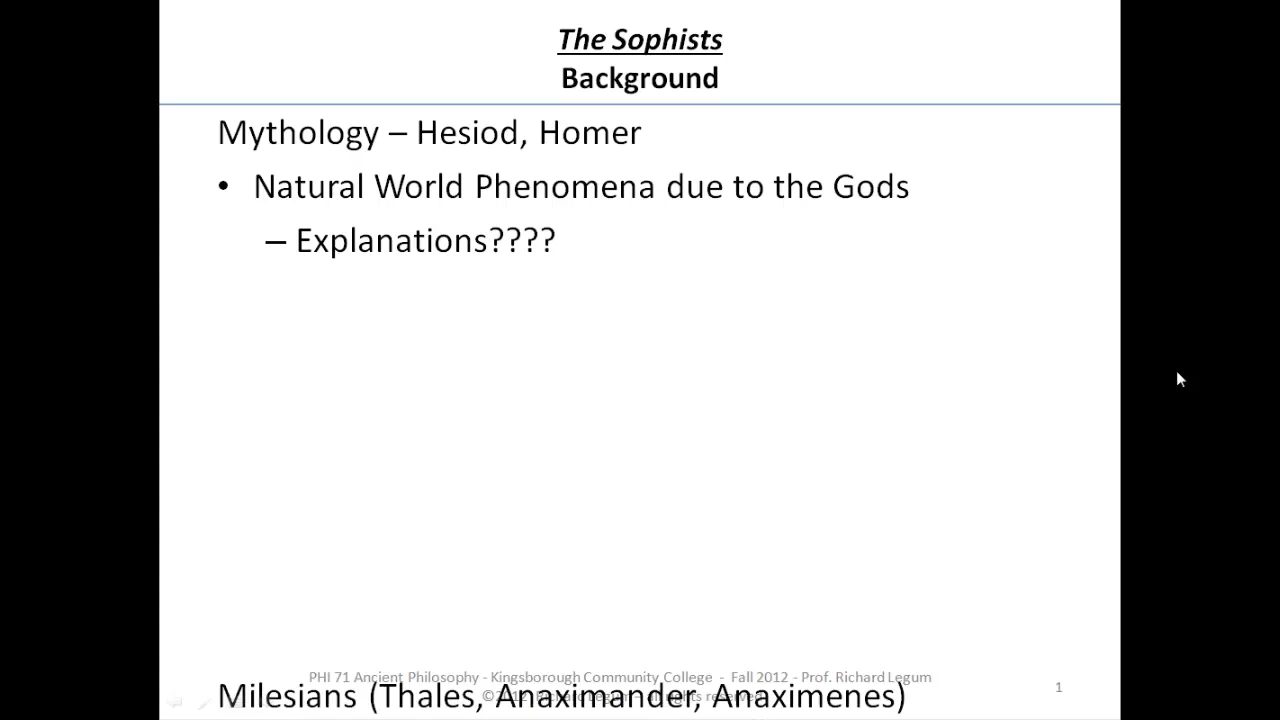 The Sophists
Background
Mythology – Hesiod, Homer
• Natural World Phenomena due to the Gods
– Explanations????
PHI 71 Ancient Philosophy - Kingsborough Community College - Fall 2012 - Prof. Richard Legum
Milesians (Thales, Anaximander, Anaximenes)
1